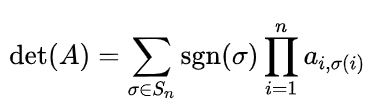 det(A) = ∑_{σ∈S_n} sgn(σ) ∏_{i=1}^{n} a_{i,σ(i)}